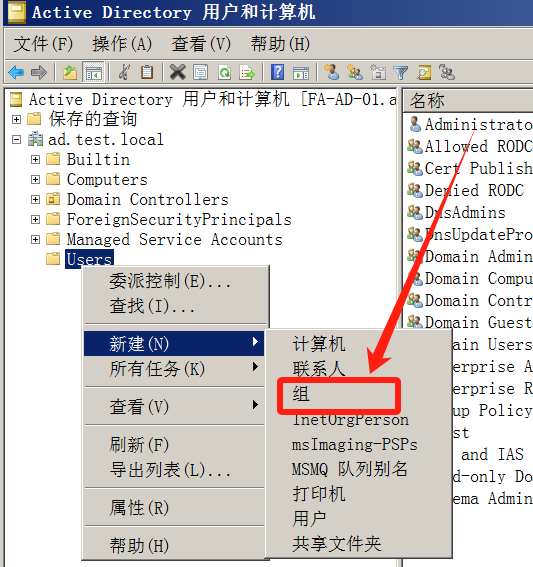 Active Directory 用户和计算机
文件(F) 操作(A) 查看(V) 帮助(H)
Active Directory 用户和计算机 [FA-AD-01.a
保存的查询
ad.test.local
Builtin
Computers
Domain Controllers
ForeignSecurityPrincipals
Managed Service Accounts
Users
委派控制(E)...
查找(I)...
新建(N)
所有任务(K)
查看(V)
刷新(F)
导出列表(L)...
属性(R)
帮助(H)
计算机
联系人
组
InetOrgPerson
msImaging-PSPs
MSMQ 队列别名
打印机
用户
共享文件夹
名称
Administrato
Allowed RODC
Cert Publish
Denied RODC
DnsAdmins
DnsUpdatePro
Domain Admin
Domain Compu
Domain Contr
Domain Guest
ain Users
erprise A
erprise R
up Policy
st
and IAS
d-only Do
ema Admin